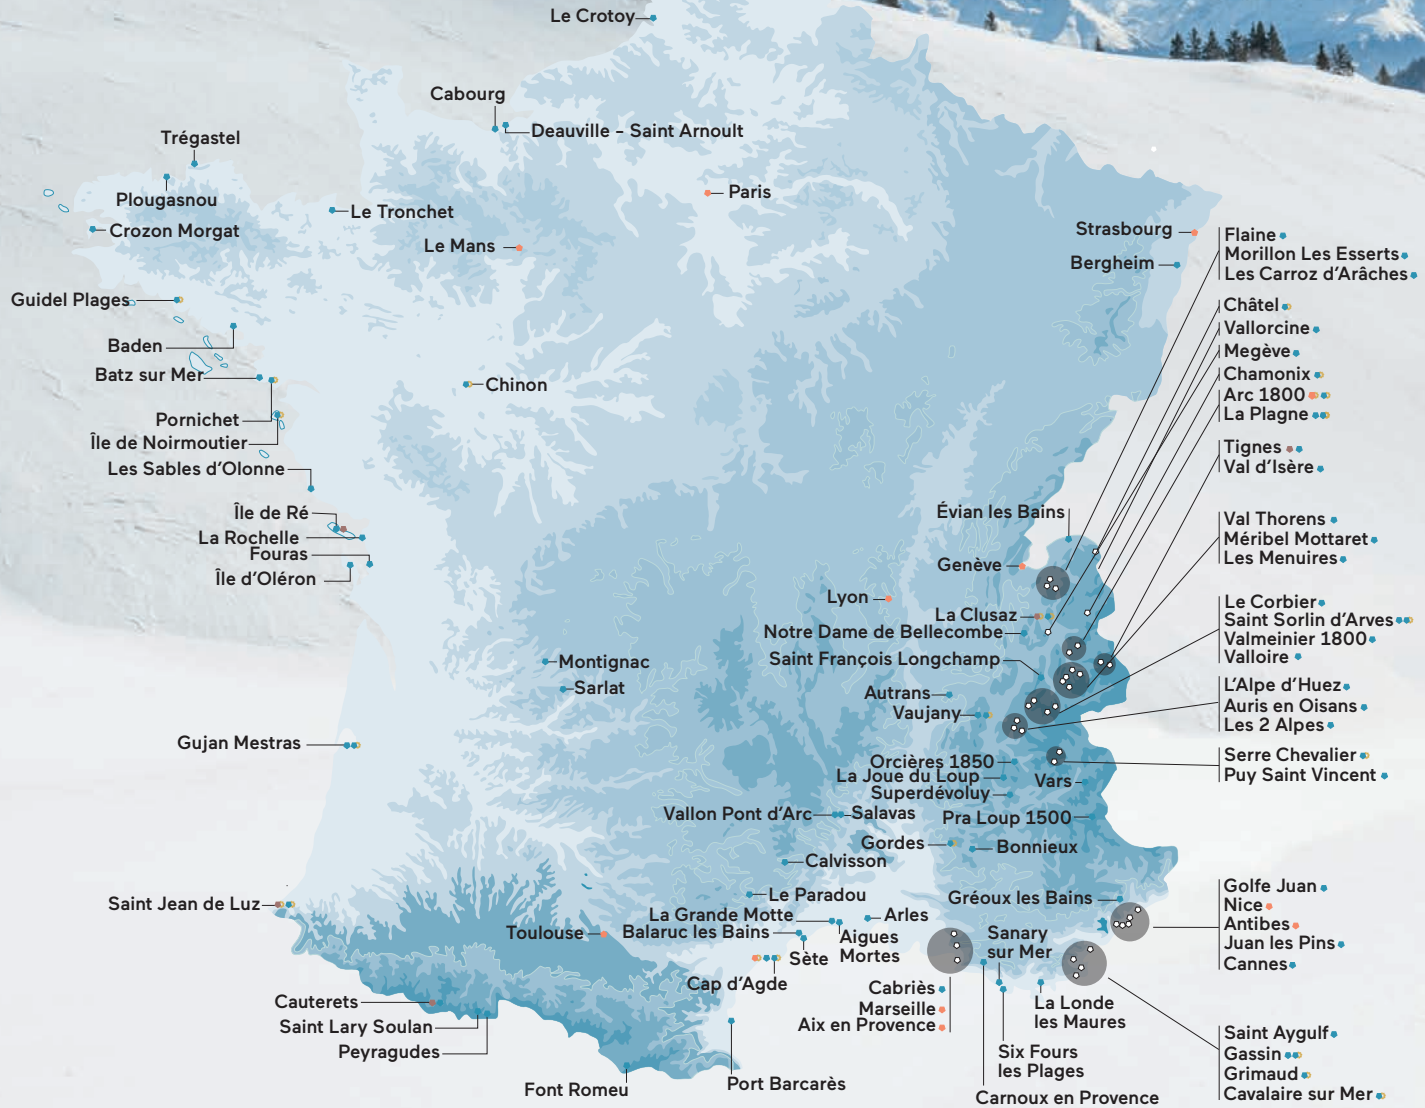 Le Crotoy
Cabourg
Deauville – Saint Arnoult
Trégastel
Plougasnou
Crozon Morgat
Le Tronchet
Le Mans
Paris
Strasbourg
Bergheim
Guidel Plages
Baden
Batz sur Mer
Pornichet
Île de Noirmoutier
Les Sables d'Olonne
Île de Ré
La Rochelle
Fouras
Île d'Oléron
Chinon
Montignac
Sarlat
Gujan Mestras
Saint Jean de Luz
Cauterets
Saint Lary Soulan
Peyragudes
Font Romeu
Toulouse
Port Barcarès
Évian les Bains
Genève
Lyon
La Clusaz
Notre Dame de Bellecombe
Saint François Longchamp
Autrans
Vaujany
Orcières 1850
La Joue du Loup
Superdévoluy
Vars
Vallon Pont d'Arc
Salavas
Pra Loup 1500
Gordes
Bonnieux
Calvisson
Le Paradou
Gréoux les Bains
La Grande Motte
Arles
Balaruc les Bains
Aigues
Mortes
Sète
Cap d'Agde
Sanary
sur Mer
Cabriès
Marseille
Aix en Provence
La Londe
les Maures
Six Fours
les Plages
Carnoux en Provence
Flaine
Morillon Les Esserts
Les Carroz d'Arâches
Châtel
Vallorcine
Megève
Chamonix
Arc 1800
La Plagne
Tignes
Val d'Isère
Val Thorens
Méribel Mottaret
Les Menuires
Le Corbier
Saint Sorlin d'Arves
Valmeinier 1800
Valloire
L'Alpe d'Huez
Auris en Oisans
Les 2 Alpes
Serre Chevalier
Puy Saint Vincent
Golfe Juan
Nice
Antibes
Juan les Pins
Cannes
Saint Aygulf
Gassin
Grimaud
Cavalaire sur Mer